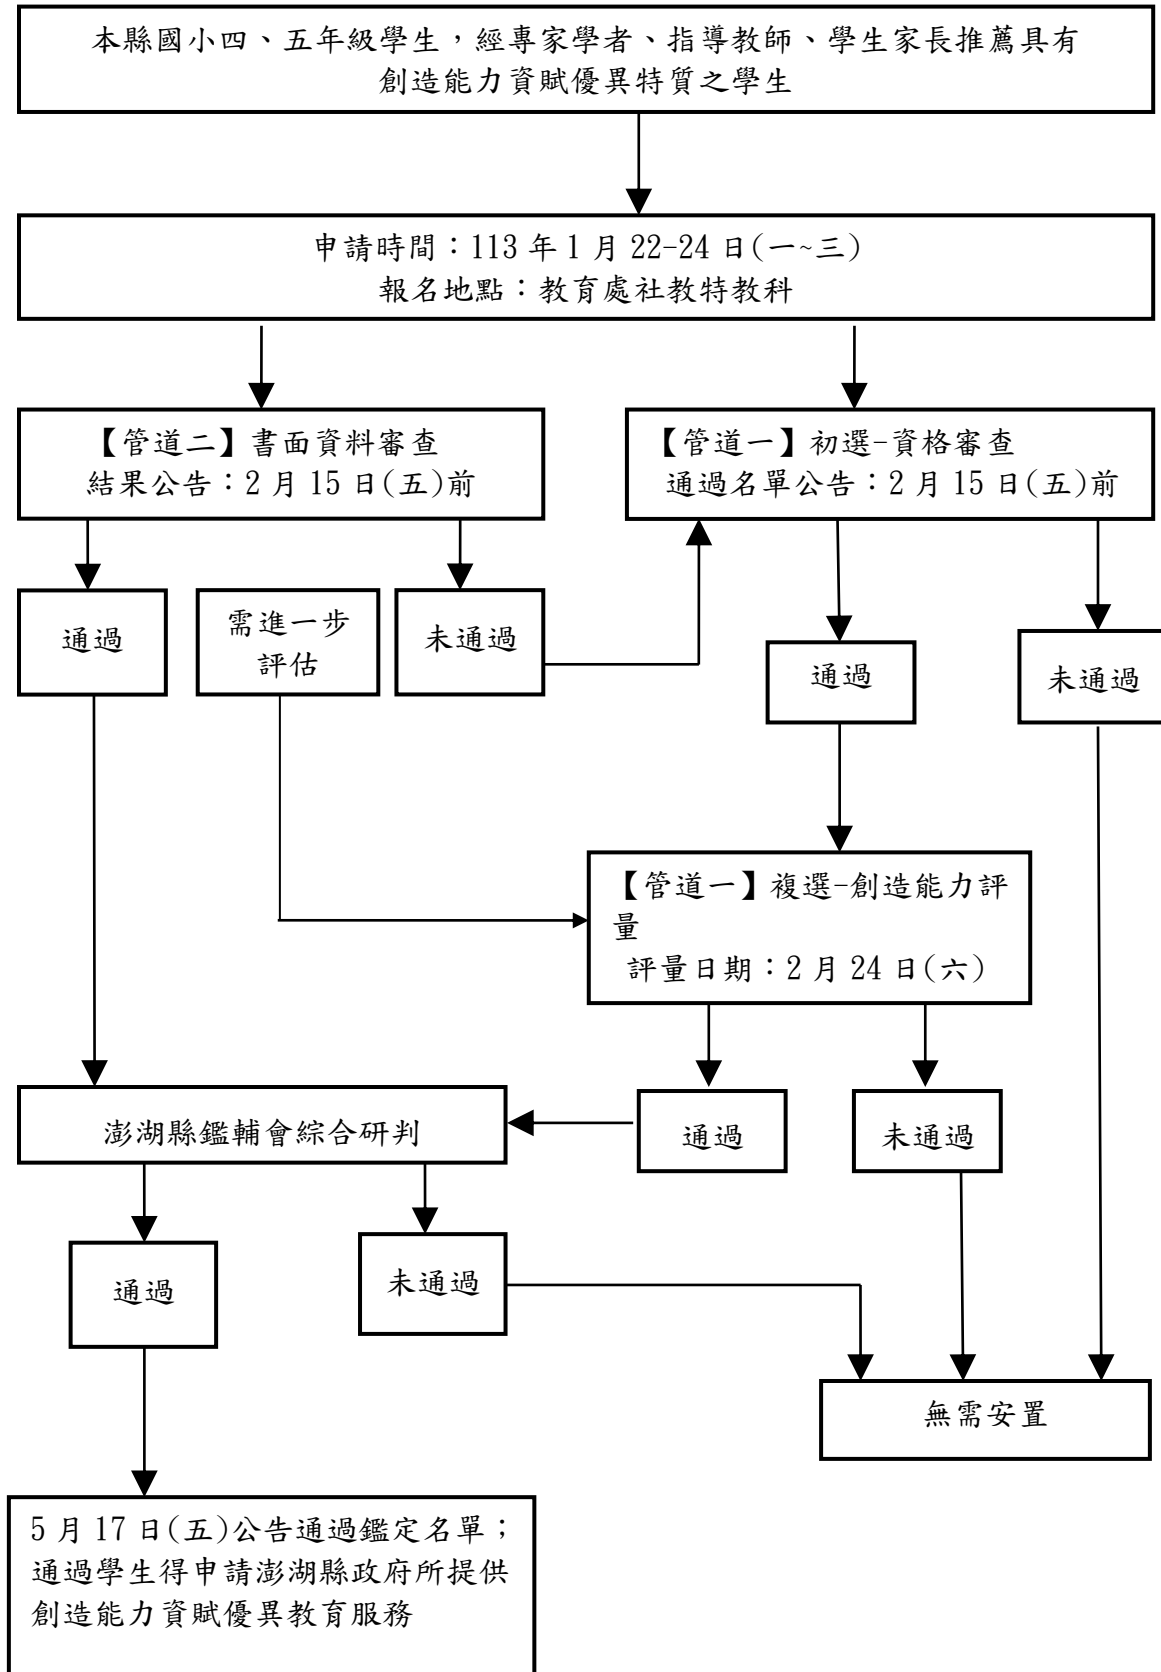 本縣國小四、五年級學生，經專家學者、指導教師、學生家長推薦具有
創造能力資賦優異特質之學生
申請時間：113 年 1 月 22-24 日(一~三)
報名地點：教育處社教特教科
【管道二】書面資料審查
結果公告：2 月 15 日(五)前
【管道一】初選-資格審查
通過名單公告：2 月 15 日(五)前
通過
需進一步
評估
未通過
通過
未通過
【管道一】複選-創造能力評
量
評量日期：2 月 24 日(六)
澎湖縣鑑輔會綜合研判
通過
未通過
通過
未通過
無需安置
5 月 17 日(五)公告通過鑑定名單；
通過學生得申請澎湖縣政府所提供
創造能力資賦優異教育服務